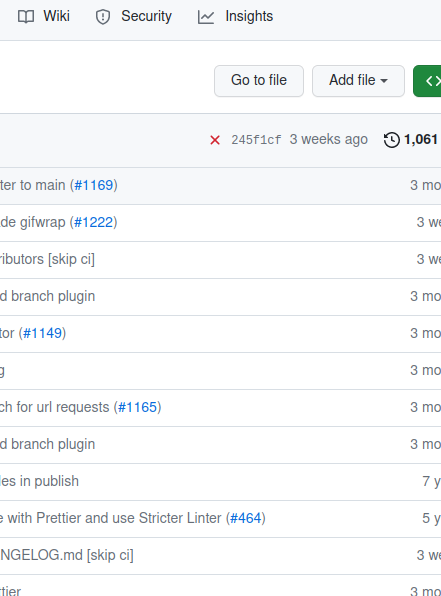 Wiki Security Insights
Go to file Add file
245f1cf 3 weeks ago 1,061
ter to main (#1169) 3 mo
de gifwrap (#1222) 3 we
ributors [skip ci] 3 we
d branch plugin 3 mo
tor (#1149) 3 mo
g 3 mo
ch for url requests (#1165) 3 mo
d branch plugin 3 mo
les in publish 7 y
e with Prettier and use Stricter Linter (#464) 5 y
NGELOG.md [skip ci] 3 we
rtier 3 mo